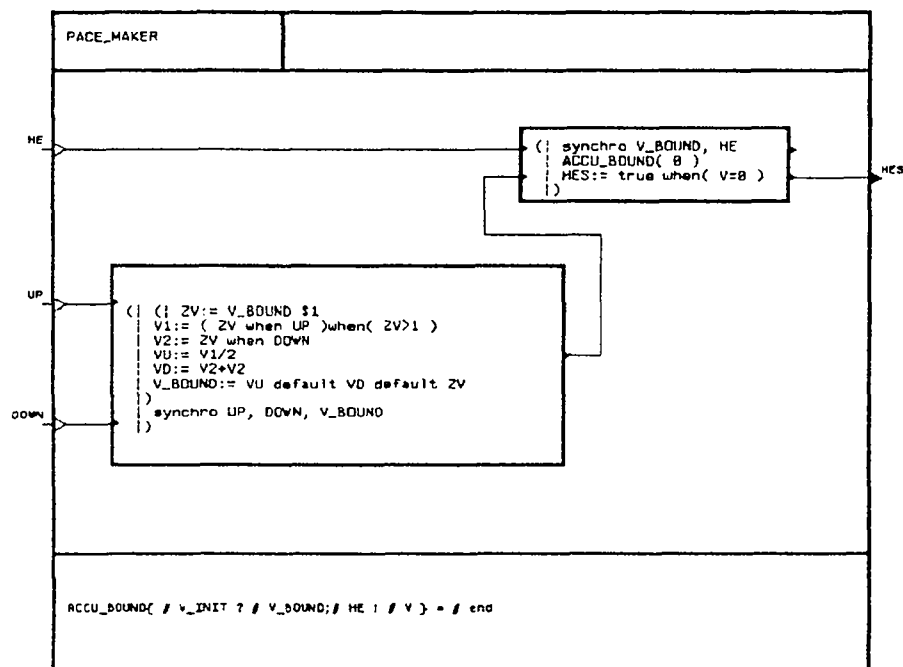 PACE_MAKER
HE
(| synchro V_BOUND, HE
| ACCU_BOUND( 0 )
| HES:= true when( V=0 )
|)
HES
UP
(| (| ZV:= V_BOUND $1
| V1:= ( ZV when UP )when( ZV>1 )
| V2:= ZV when DOWN
| VU:= V1/2
| VD:= V2+V2
| V_BOUND:= VU default VD default ZV
|)
| synchro UP, DOWN, V_BOUND
|)
DOWN
ACCU_BOUND{ # V_INIT ? # V_BOUND;# HE ! # V } = # end